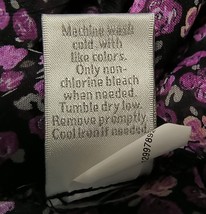 Machine wash
cold, with
like colors.
Only non-
chlorine bleach
when needed.
Tumble dry low.
Remove promptly.
Cool iron if needed.